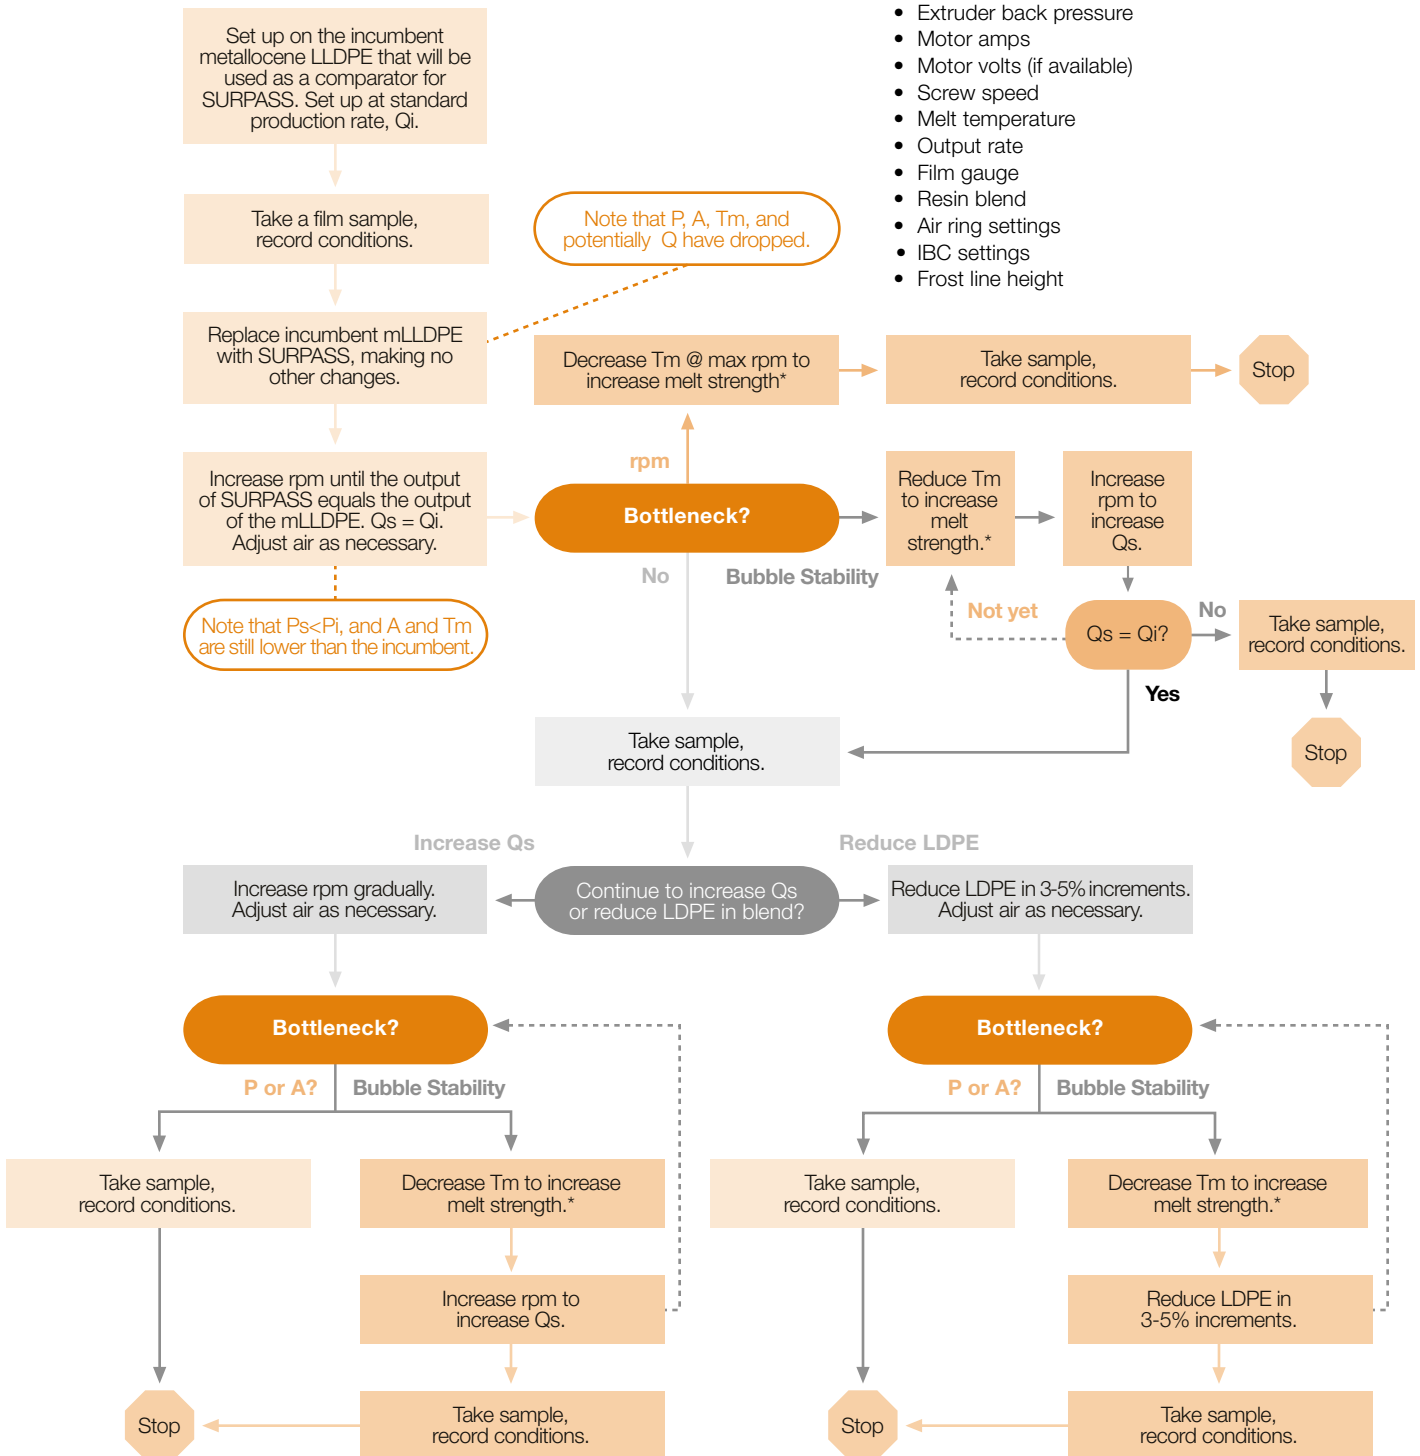 Set up on the incumbent
metallocene LLDPE that will be
used as a comparator for
SURPASS. Set up at standard
production rate, Qi.
• Extruder back pressure
• Motor amps
• Motor volts (if available)
• Screw speed
• Melt temperature
• Output rate
• Film gauge
• Resin blend
• Air ring settings
• IBC settings
• Frost line height
Take a film sample,
record conditions.
Note that P, A, Tm, and
potentially Q have dropped.
Replace incumbent mLLDPE
with SURPASS, making no
other changes.
Decrease Tm @ max rpm to
increase melt strength*
Take sample,
record conditions.
Stop
rpm
Increase rpm until the output
of SURPASS equals the output
of the mLLDPE. Qs = Qi.
Adjust air as necessary.
Bottleneck?
Reduce Tm
to increase
melt
strength.*
Increase
rpm to
increase
Qs.
No
Bubble Stability
Note that Ps<Pi, and A and Tm
are still lower than the incumbent.
Not yet
Qs = Qi?
No
Take sample,
record conditions.
Yes
Stop
Take sample,
record conditions.
Increase Qs
Reduce LDPE
Increase rpm gradually.
Adjust air as necessary.
Continue to increase Qs
or reduce LDPE in blend?
Reduce LDPE in 3-5% increments.
Adjust air as necessary.
Bottleneck?
Bottleneck?
P or A?
Bubble Stability
P or A?
Bubble Stability
Take sample,
record conditions.
Decrease Tm to increase
melt strength.*
Take sample,
record conditions.
Decrease Tm to increase
melt strength.*
Increase rpm to
increase Qs.
Reduce LDPE in
3-5% increments.
Stop
Take sample,
record conditions.
Stop
Take sample,
record conditions.